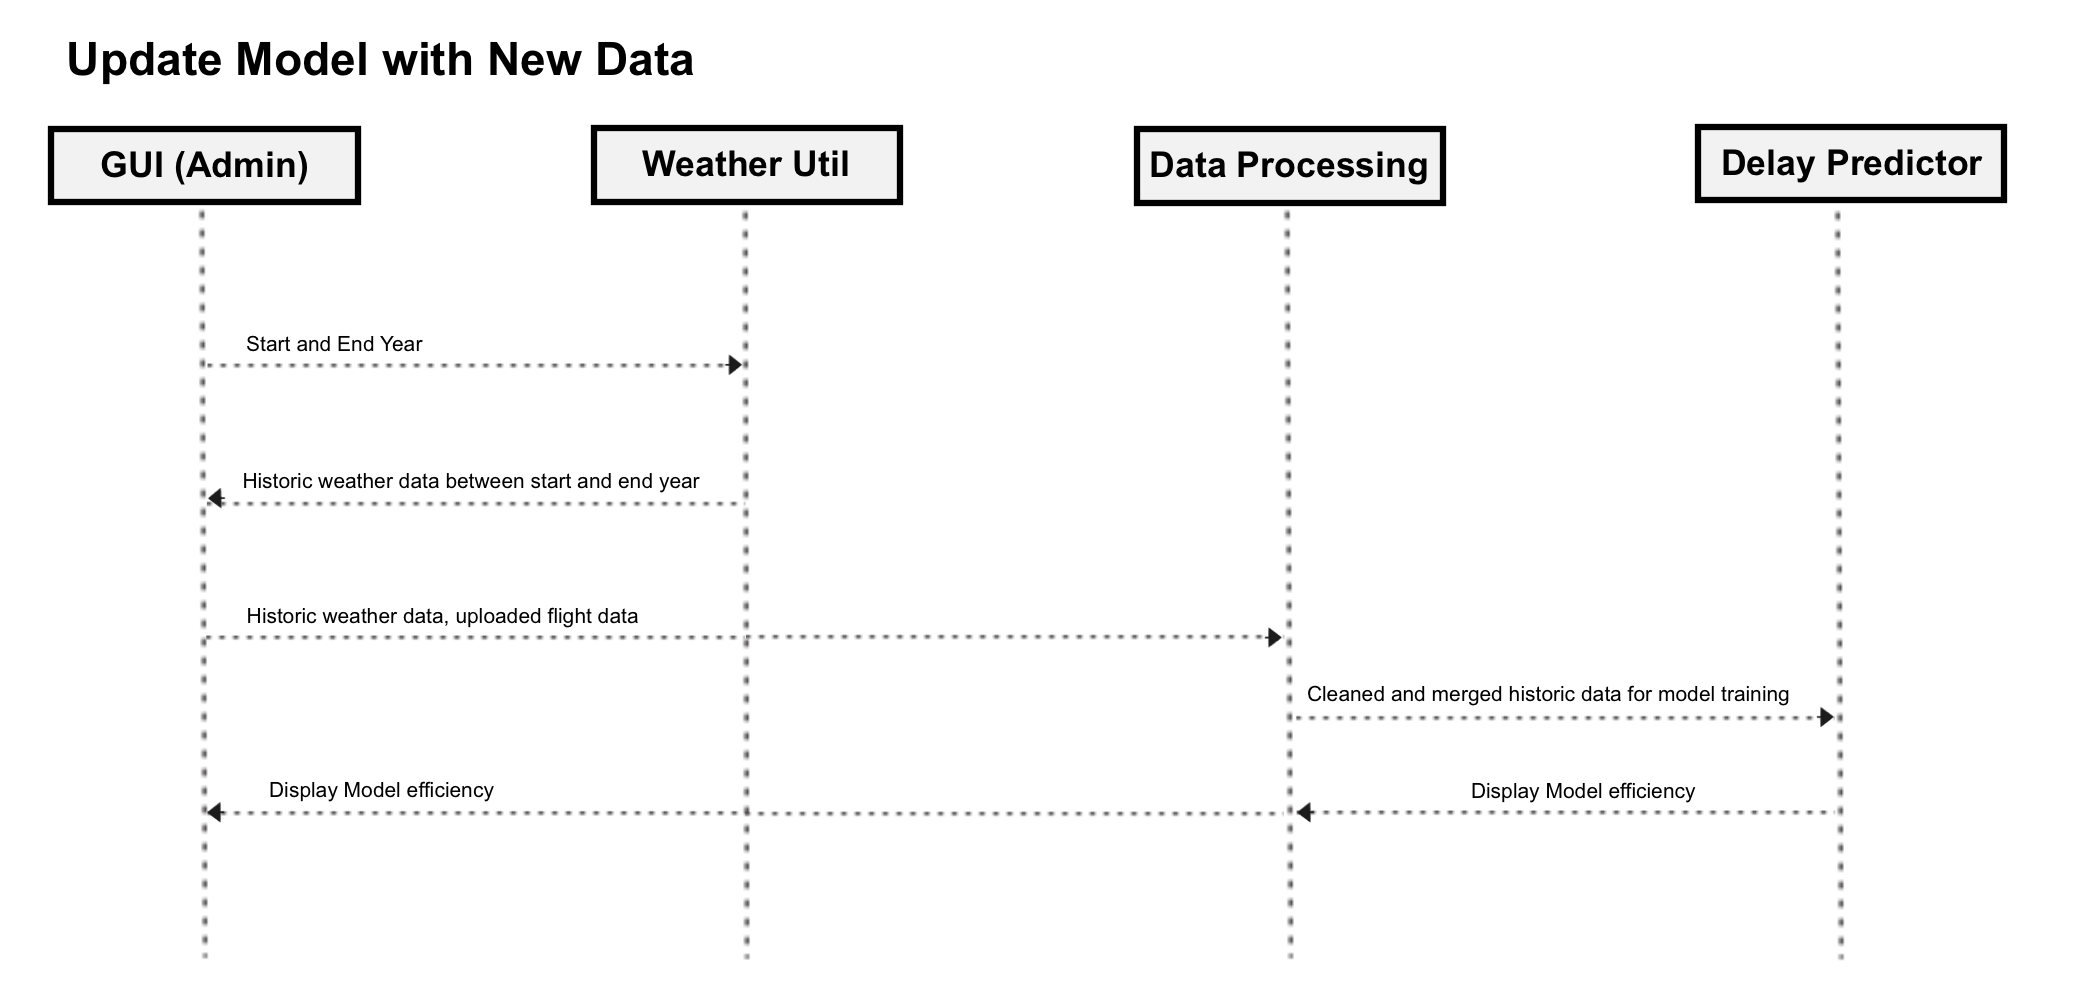 Update Model with New Data
GUI (Admin)
Weather Util
Data Processing
Delay Predictor
Start and End Year
Historic weather data between start and end year
Historic weather data, uploaded flight data
Cleaned and merged historic data for model training
Display Model efficiency
Display Model efficiency